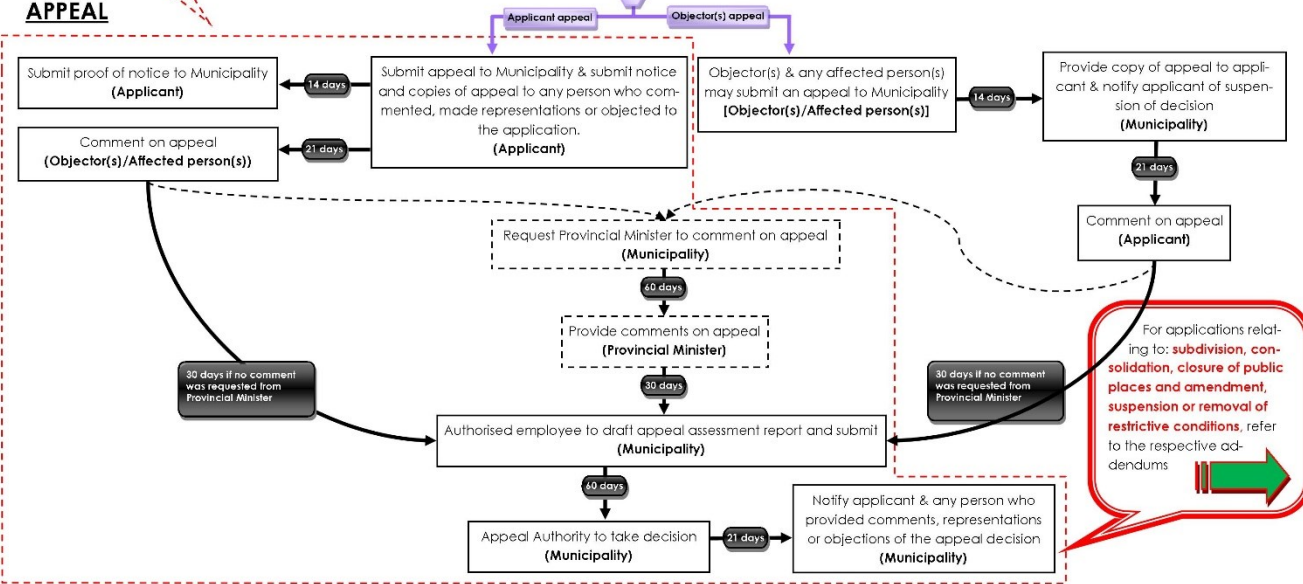 APPEAL
Applicant appeal
Objector(s) appeal
Submit proof of notice to Municipality
(Applicant)
14 days
Submit appeal to Municipality & submit notice
and copies of appeal to any person who com-
mented, made representations or objected to
the application.
(Applicant)
Objector(s) & any affected person(s)
may submit an appeal to Municipality
[Objector(s)/Affected person(s)]
14 days
Provide copy of appeal to appli-
cant & notify applicant of suspen-
sion of decision
(Municipality)
Comment on appeal
(Objector(s)/Affected person(s))
21 days
21 days
Comment on appeal
(Applicant)
Request Provincial Minister to comment on appeal
(Municipality)
60 days
Provide comments on appeal
(Provincial Minister)
30 days
30 days if no comment
was requested from
Provincial Minister
30 days if no comment
was requested from
Provincial Minister
For applications relat-
ing to: subdivision, con-
solidation, closure of public
places and amendment,
suspension or removal of
restrictive conditions, refer
to the respective ad-
dendums
Authorised employee to draft appeal assessment report and submit
(Municipality)
60 days
Appeal Authority to take decision
(Municipality)
21 days
Notify applicant & any person who
provided comments, representations
or objections of the appeal decision
(Municipality)